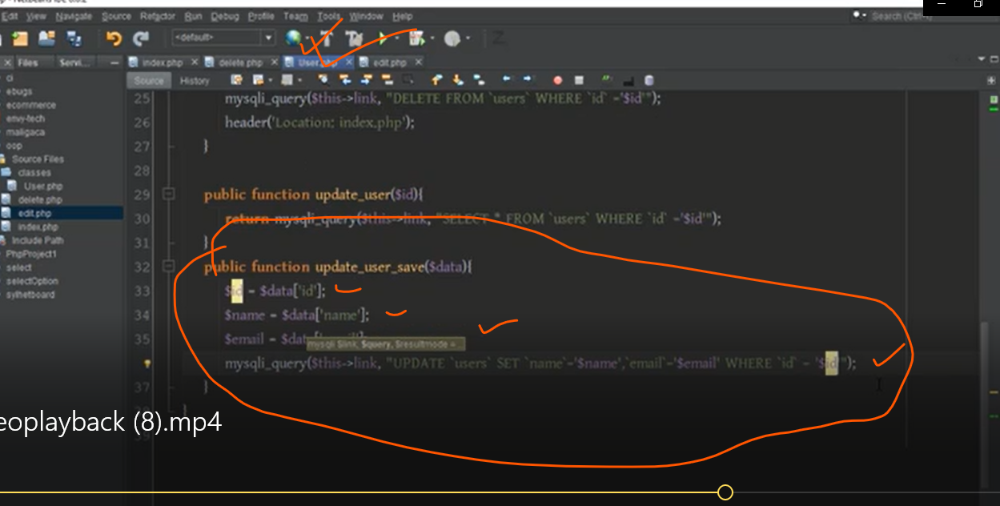 Edit View Navigate Source Refactor Run Debug Profile Team Tools Window Help
Search (Ctrl+I)
<default>
Files Servi...
index.php delete.php User.php edit.php
Source History
ci
ebugs
ecommerce
envy-tech
maligaca
oop
Source Files
classes
User.php
delete.php
edit.php
index.php
Include Path
PhpProject1
select
selectOption
sylhetboard
25 mysqli_query($this->link, "DELETE FROM `users` WHERE `id` ='$id'");
26 header('Location: index.php');
27 }
28
29 public function update_user($id){
30 return mysqli_query($this->link, "SELECT * FROM `users` WHERE `id` ='$id'");
31 }
32 public function update_user_save($data){
33 $id = $data['id'];
34 $name = $data['name'];
35 $email =
mysqli $link, $query, $resultmode = ...
mysqli_query($this->link, "UPDATE `users` SET `name`='$name',`email`='$email' WHERE `id` = '$id'");
37 }
}
eoplayback (8).mp4